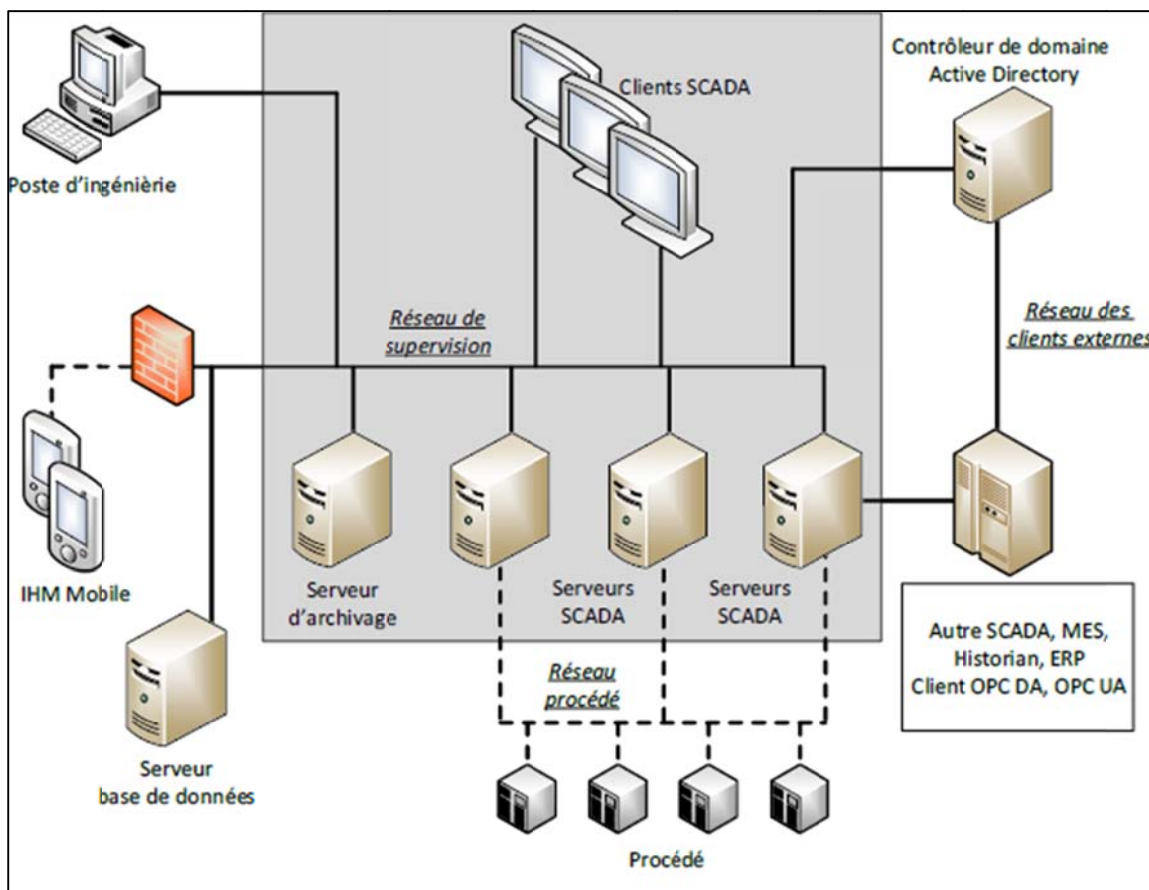 Clients SCADA
Contrôleur de domaine
Active Directory
Poste d'ingénièrie
Réseau de
supervision
Réseau des
clients externes
IHM Mobile
Serveur
d'archivage
Serveurs
SCADA
Serveurs
SCADA
Autre SCADA, MES,
Historian, ERP
Client OPC DA, OPC UA
Réseau
procédé
Serveur
base de données
Procédé